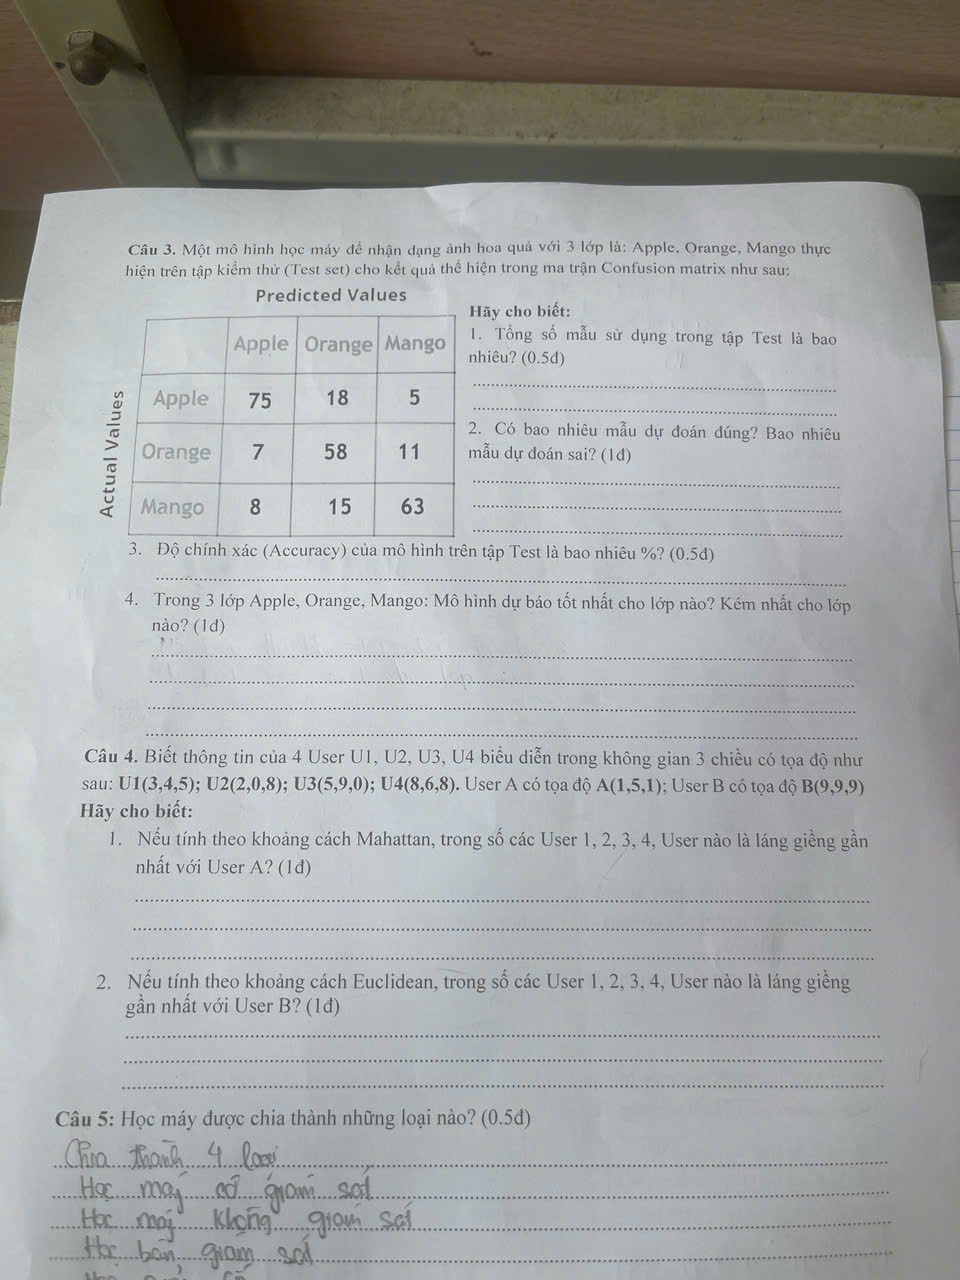 Câu 3. Một mô hình học máy để nhận dạng ảnh hoa quả với 3 lớp là: Apple, Orange, Mango thực
hiện trên tập kiểm thử (Test set) cho kết quả thể hiện trong ma trận Confusion matrix như sau:
Predicted Values
Actual Values
Apple Orange Mango
Apple 75 18 5
Orange 7 58 11
Mango 8 15 63
Hãy cho biết:
1. Tổng số mẫu sử dụng trong tập Test là bao
nhiêu? (0.5đ)
2. Có bao nhiêu mẫu dự đoán đúng? Bao nhiêu
mẫu dự đoán sai? (1đ)
3. Độ chính xác (Accuracy) của mô hình trên tập Test là bao nhiêu %? (0.5đ)
4. Trong 3 lớp Apple, Orange, Mango: Mô hình dự báo tốt nhất cho lớp nào? Kém nhất cho lớp
nào? (1đ)
Câu 4. Biết thông tin của 4 User U1, U2, U3, U4 biểu diễn trong không gian 3 chiều có tọa độ như
sau: U1(3,4,5); U2(2,0,8); U3(5,9,0); U4(8,6,8). User A có tọa độ A(1,5,1); User B có tọa độ B(9,9,9)
Hãy cho biết:
1. Nếu tính theo khoảng cách Mahattan, trong số các User 1, 2, 3, 4, User nào là láng giềng gần
nhất với User A? (1đ)
2. Nếu tính theo khoảng cách Euclidean, trong số các User 1, 2, 3, 4, User nào là láng giềng
gần nhất với User B? (1đ)
Câu 5: Học máy được chia thành những loại nào? (0.5đ)
Chia thành 4 loại
Học máy có giám sát
Học máy không giám sát
Học bán giám sát